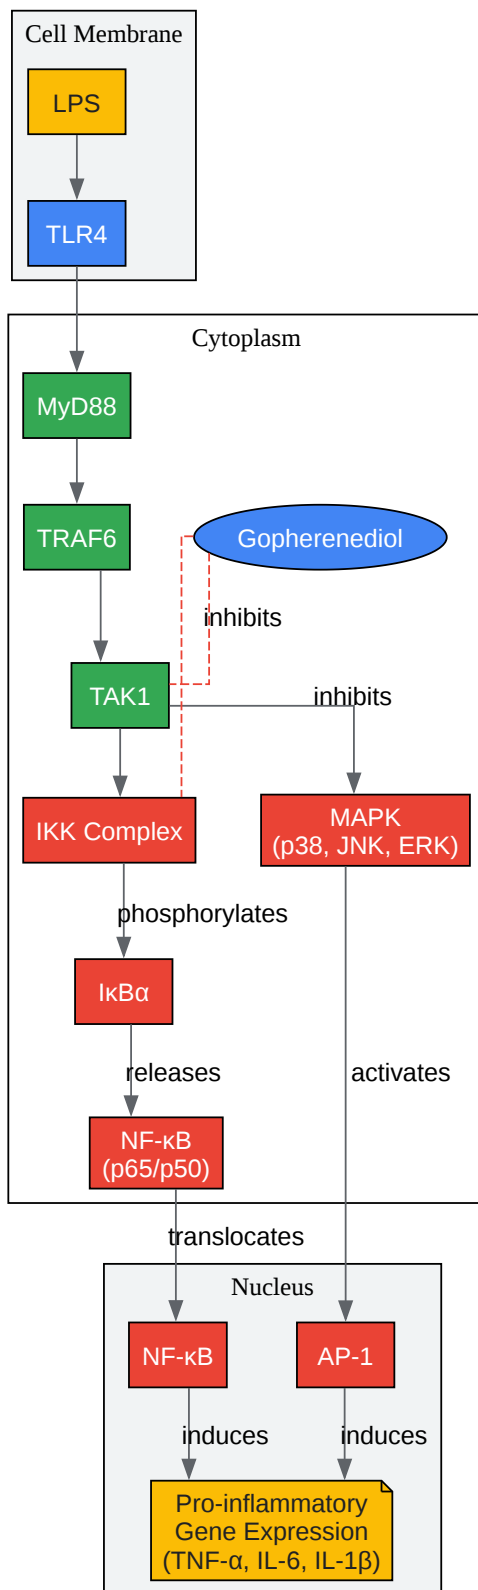 Cell Membrane
LPS
TLR4
Cytoplasm
MyD88
TRAF6
Gopherenediol
inhibits
TAK1
inhibits
IKK Complex
MAPK
(p38, JNK, ERK)
phosphorylates
IκBα
releases
activates
NF-κB
(p65/p50)
translocates
Nucleus
NF-κB
AP-1
induces
induces
Pro-inflammatory
Gene Expression
(TNF-α, IL-6, IL-1β)